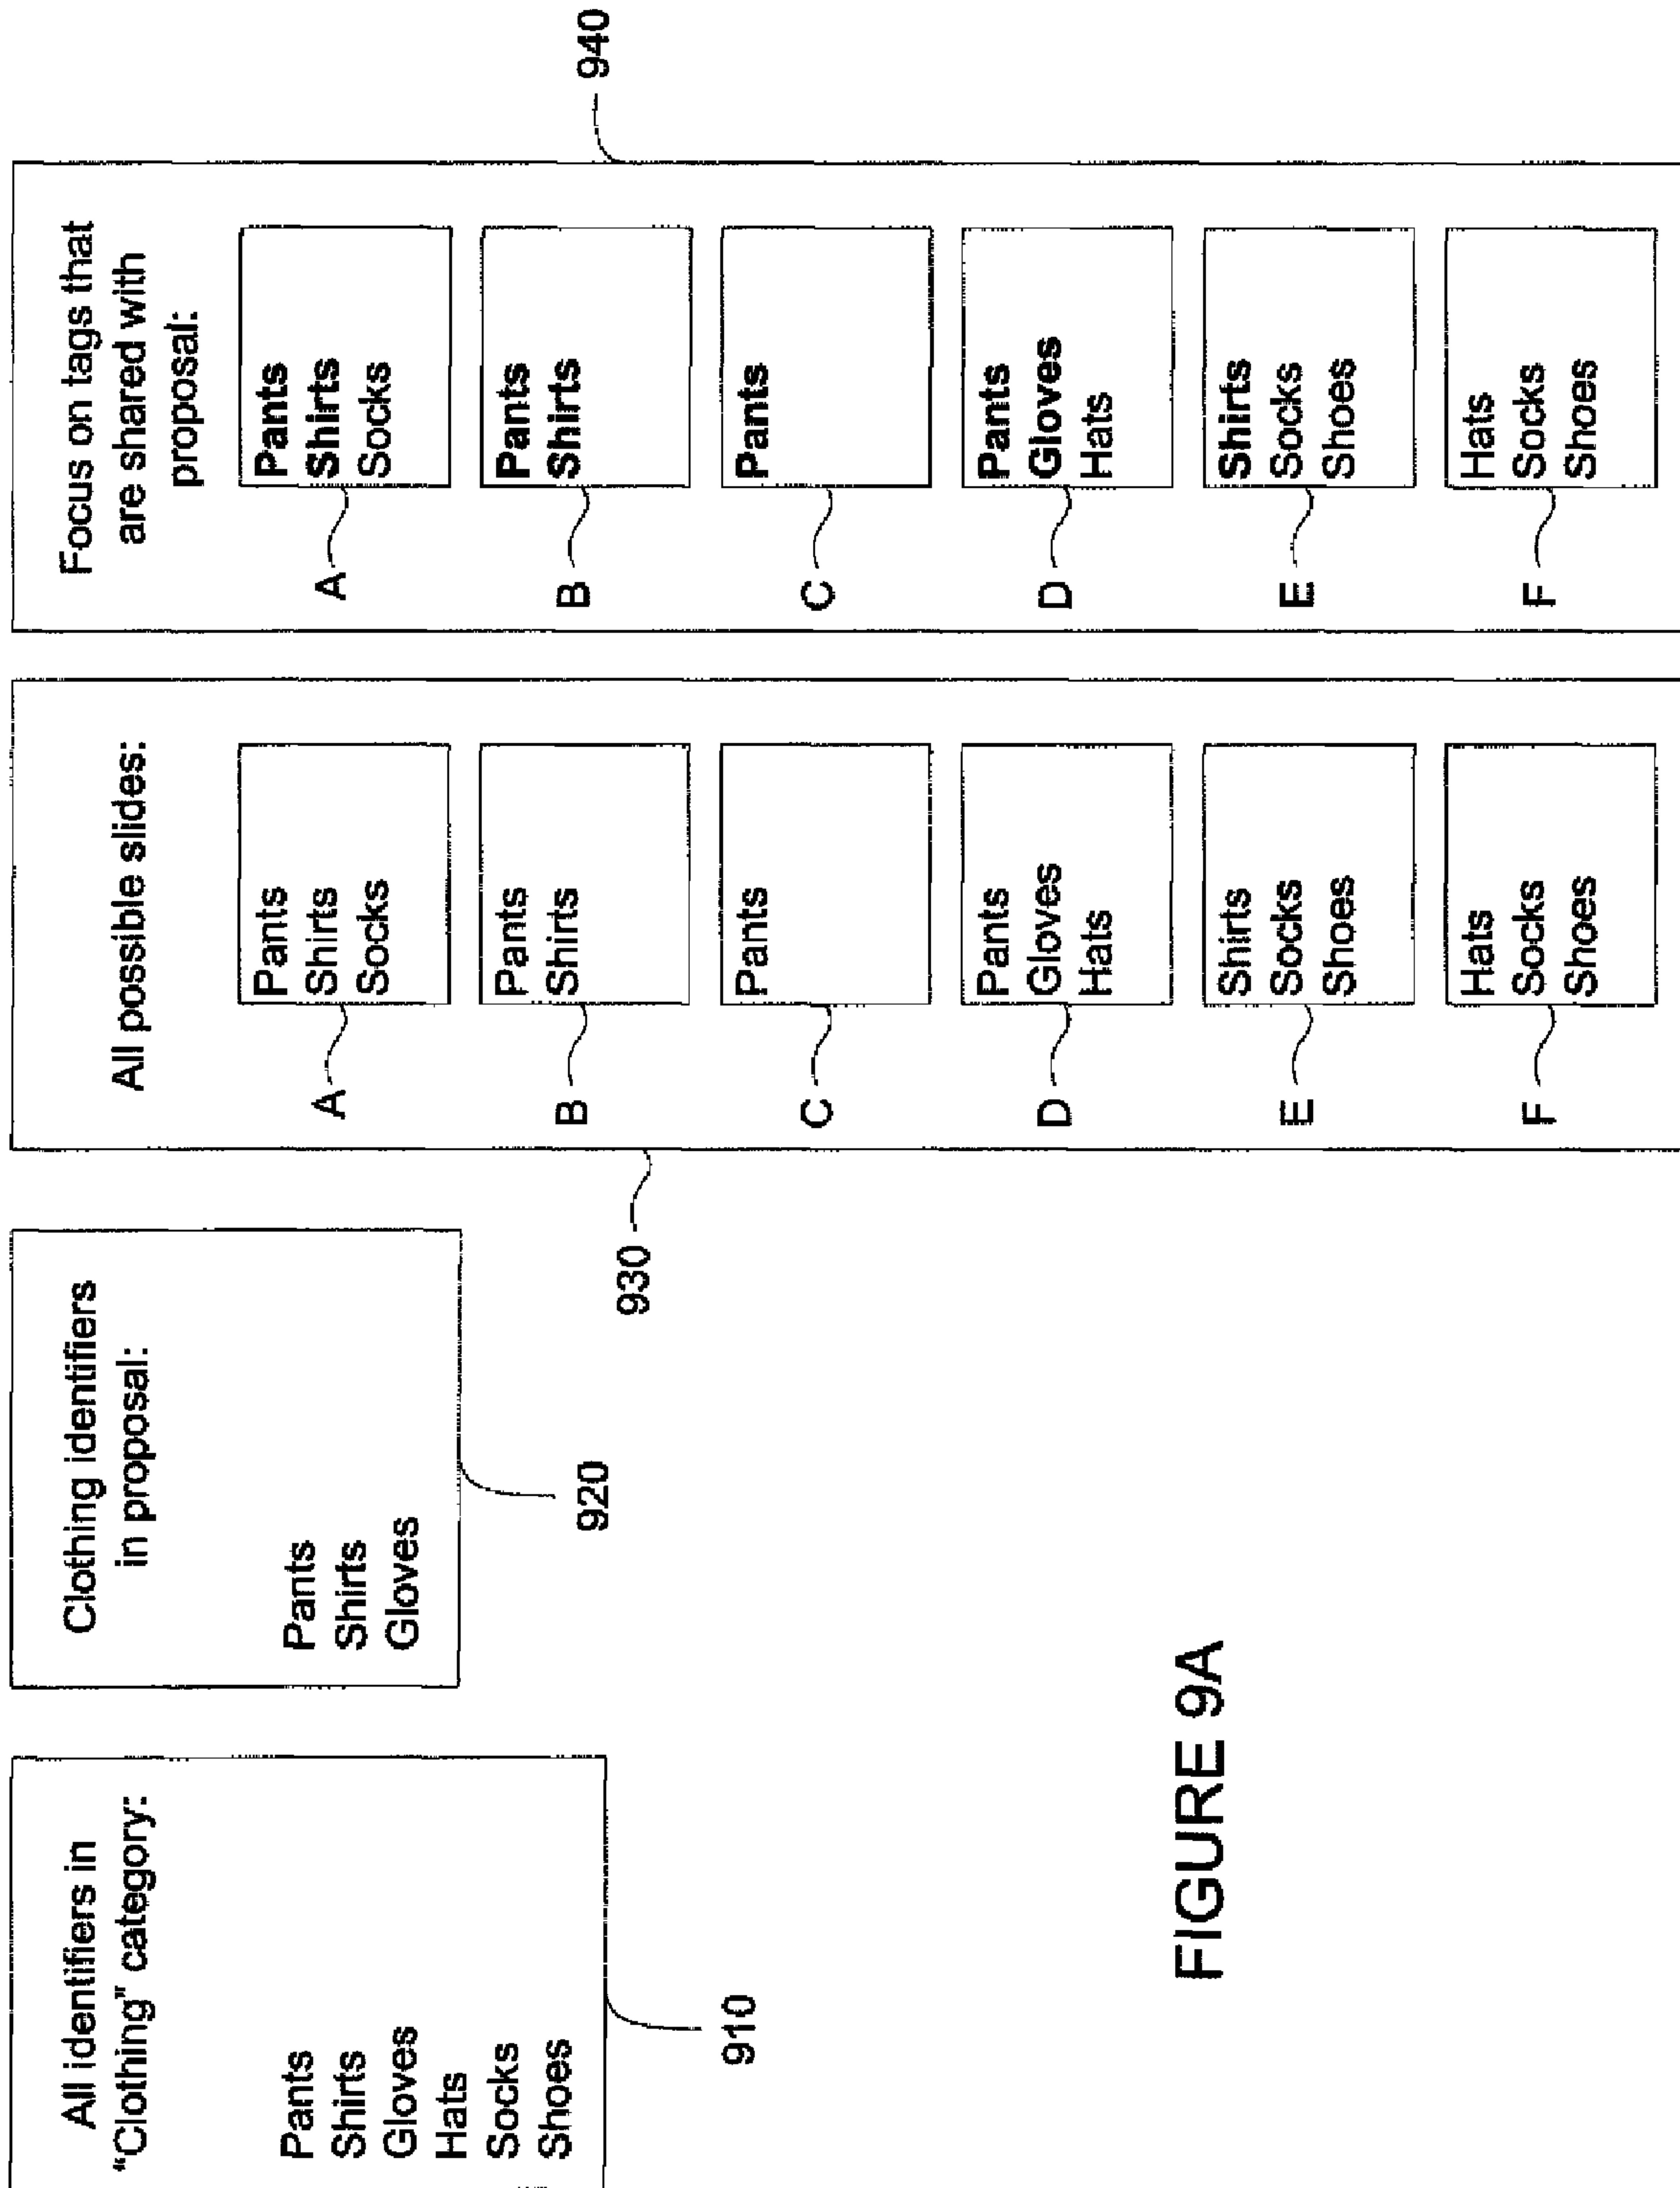 All identifiers in
"Clothing" category:
Pants
Shirts
Gloves
Hats
Socks
Shoes
910
Clothing identifiers
in proposal:
Pants
Shirts
Gloves
920
All possible slides:
A
Pants
Shirts
Socks
B
Pants
Shirts
C
Pants
D
Pants
Gloves
Hats
E
Shirts
Socks
Shoes
F
Hats
Socks
Shoes
930
Focus on tags that
are shared with
proposal:
A
Pants
Shirts
Socks
B
Pants
Shirts
C
Pants
D
Pants
Gloves
Hats
E
Shirts
Socks
Shoes
F
Hats
Socks
Shoes
940
FIGURE 9A